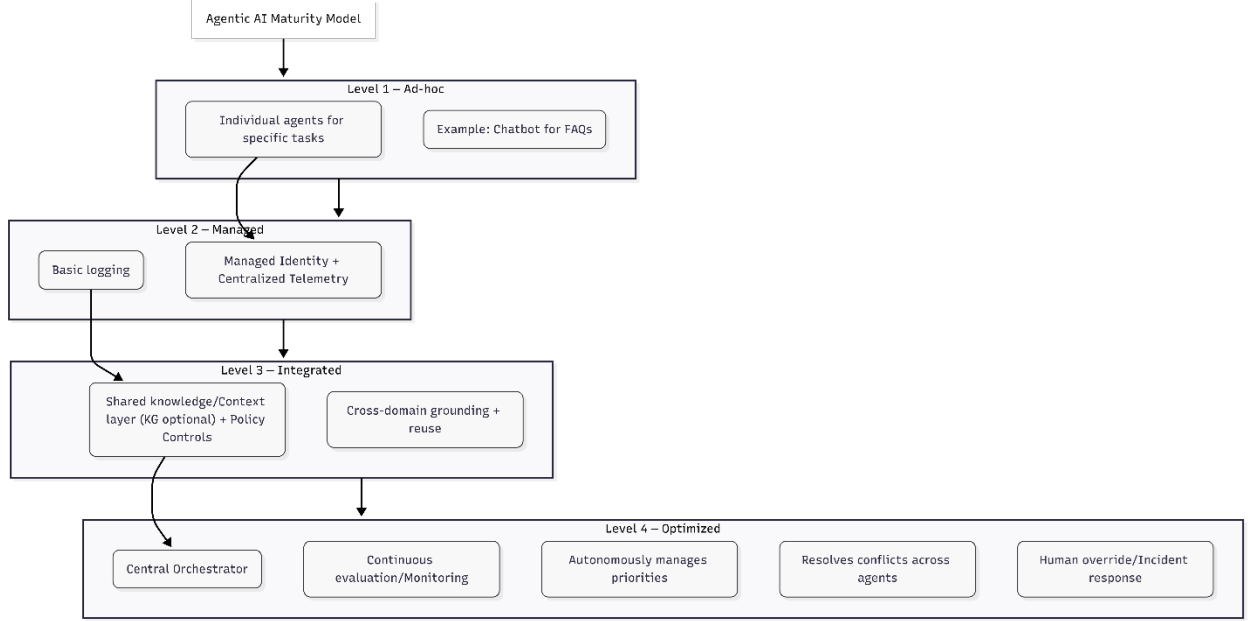 Agentic AI Maturity Model
Level 1 – Ad-hoc
Individual agents for
specific tasks
Example: Chatbot for FAQs
Level 2 – Managed
Basic logging
Managed Identity +
Centralized Telemetry
Level 3 – Integrated
Shared knowledge/Context
layer (KG optional) + Policy
Controls
Cross-domain grounding +
reuse
Level 4 – Optimized
Central Orchestrator
Continuous
evaluation/Monitoring
Autonomously manages
priorities
Resolves conflicts across
agents
Human override/Incident
response